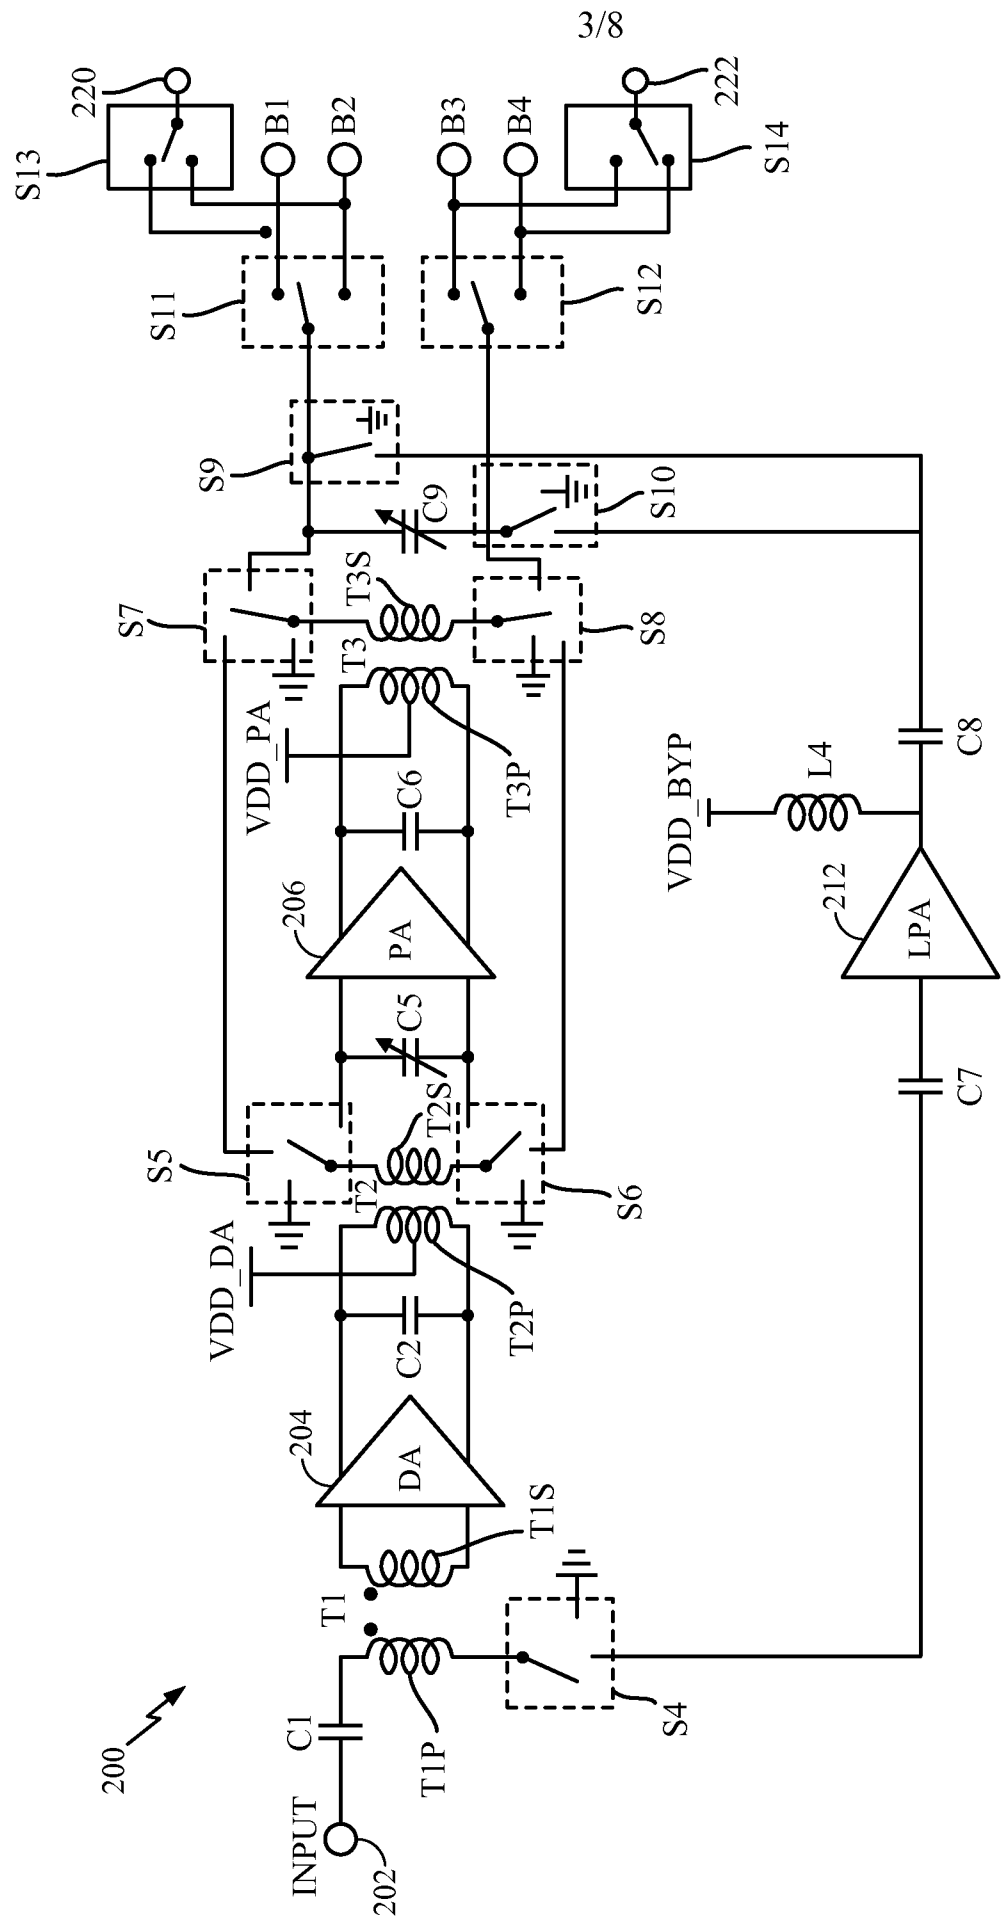 3/8
200
INPUT
202
C1
T1P
T1
T1S
S4
204
DA
C2
VDD_DA
T2P
T2
T2S
S5
S6
C5
206
PA
C6
VDD_PA
T3P
T3
T3S
S7
S8
C9
S9
S10
S11
S12
S13
220
B1
B2
B3
B4
222
S14
C7
212
LPA
VDD_BYP
L4
C8